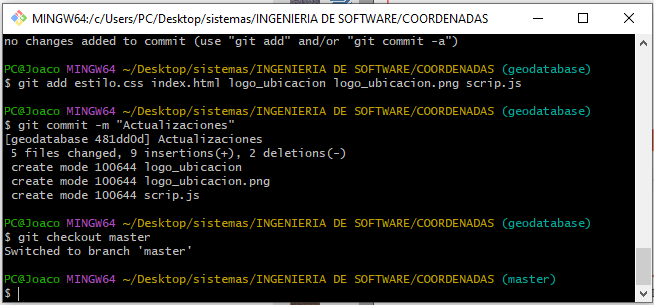 MINGW64:/c/Users/PC/Desktop/sistemas/INGENIERIA DE SOFTWARE/COORDENADAS
no changes added to commit (use "git add" and/or "git commit -a")
PC@Joaco MINGW64 ~/Desktop/sistemas/INGENIERIA DE SOFTWARE/COORDENADAS (geodatabase)
$ git add estilo.css index.html logo_ubicacion logo_ubicacion.png scrip.js
PC@Joaco MINGW64 ~/Desktop/sistemas/INGENIERIA DE SOFTWARE/COORDENADAS (geodatabase)
$ git commit -m "Actualizaciones"
[geodatabase 481dd0d] Actualizaciones
5 files changed, 9 insertions(+), 2 deletions(-)
create mode 100644 logo_ubicacion
create mode 100644 logo_ubicacion.png
create mode 100644 scrip.js
PC@Joaco MINGW64 ~/Desktop/sistemas/INGENIERIA DE SOFTWARE/COORDENADAS (geodatabase)
$ git checkout master
Switched to branch 'master'
PC@Joaco MINGW64 ~/Desktop/sistemas/INGENIERIA DE SOFTWARE/COORDENADAS (master)
$